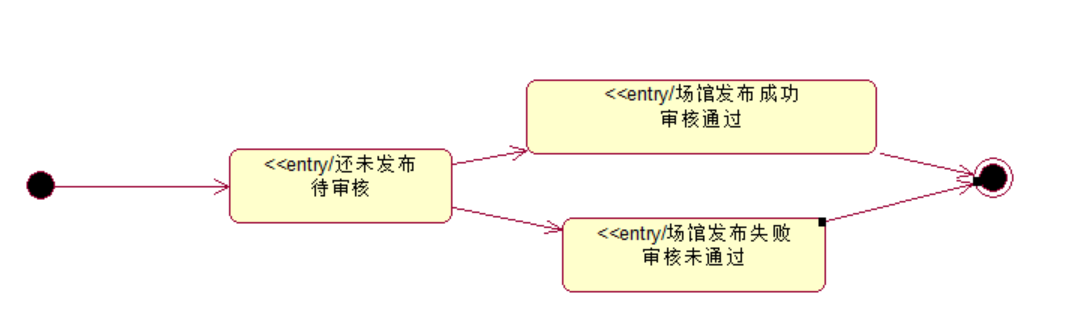 <<entry/场馆发布成功
审核通过
<<entry/还未发布
待审核
<<entry/场馆发布失败
审核未通过